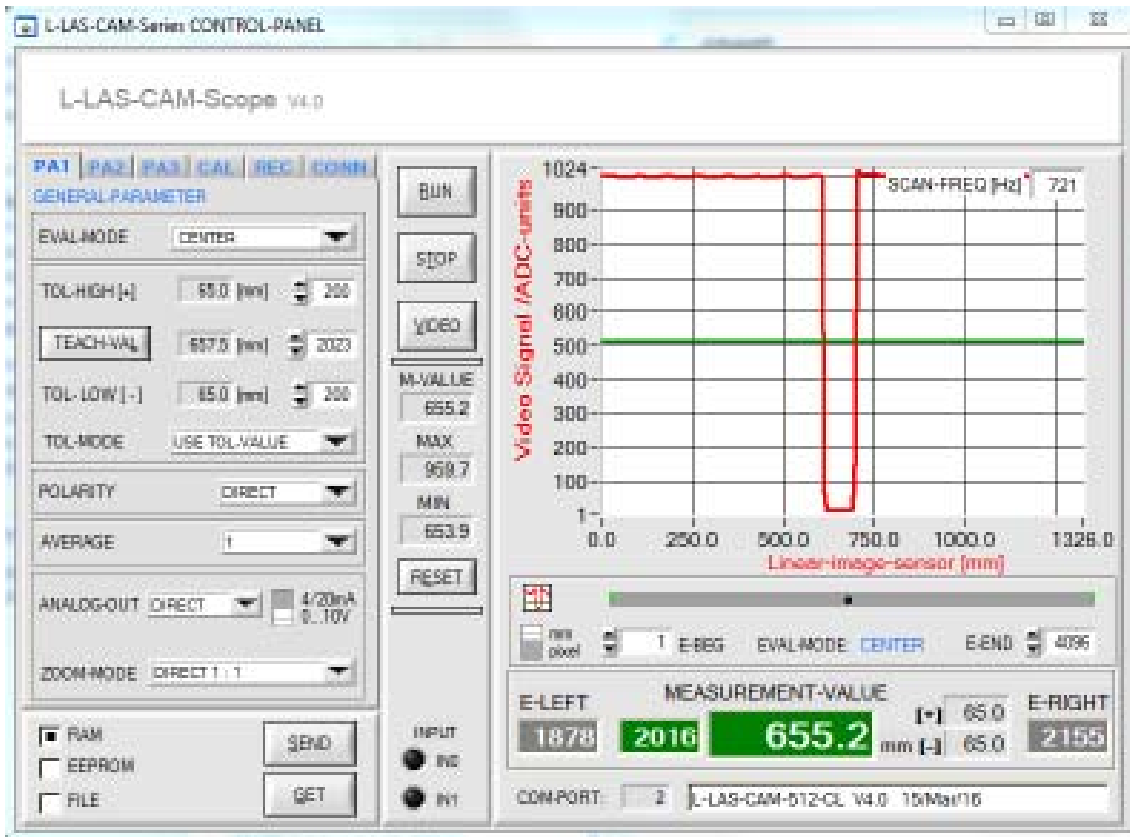 L-LAS-CAM-Series CONTROL-PANEL
L-LAS-CAM-Scope V4.0
PA1 PA2 PA3 CAL REC CONN
GENERAL-PARAMETER
EVAL-MODE CENTER
TOL-HIGH [+] 65.0 [mm] 200
TEACH-VAL 657.5 [mm] 2023
TOL-LOW [-] 65.0 [mm] 200
TOL-MODE USE TOL-VALUE
POLARITY DIRECT
AVERAGE 1
ANALOG-OUT DIRECT 4/20mA
0...10V
ZOOM-MODE DIRECT 1 : 1
RAM
EEPROM
FILE
SEND
GET
RUN
STOP
VIDEO
M-VALUE
655.2
MAX
959.7
MIN
653.9
RESET
INPUT
IN0
IN1
Video Signal /ADC-units
1024
900
800
700
600
500
400
300
200
100
1
SCAN-FREQ [Hz] 721
0.0 250.0 500.0 750.0 1000.0 1326.0
Linear-image-sensor [mm]
mm
pixel
1 E-BEG EVAL-MODE: CENTER E-END 4096
E-LEFT MEASUREMENT-VALUE E-RIGHT
1878 2016 655.2 mm [+] 65.0 [-] 65.0 2155
COM-PORT: 2 L-LAS-CAM-512-CL V4.0 15/Mar/16